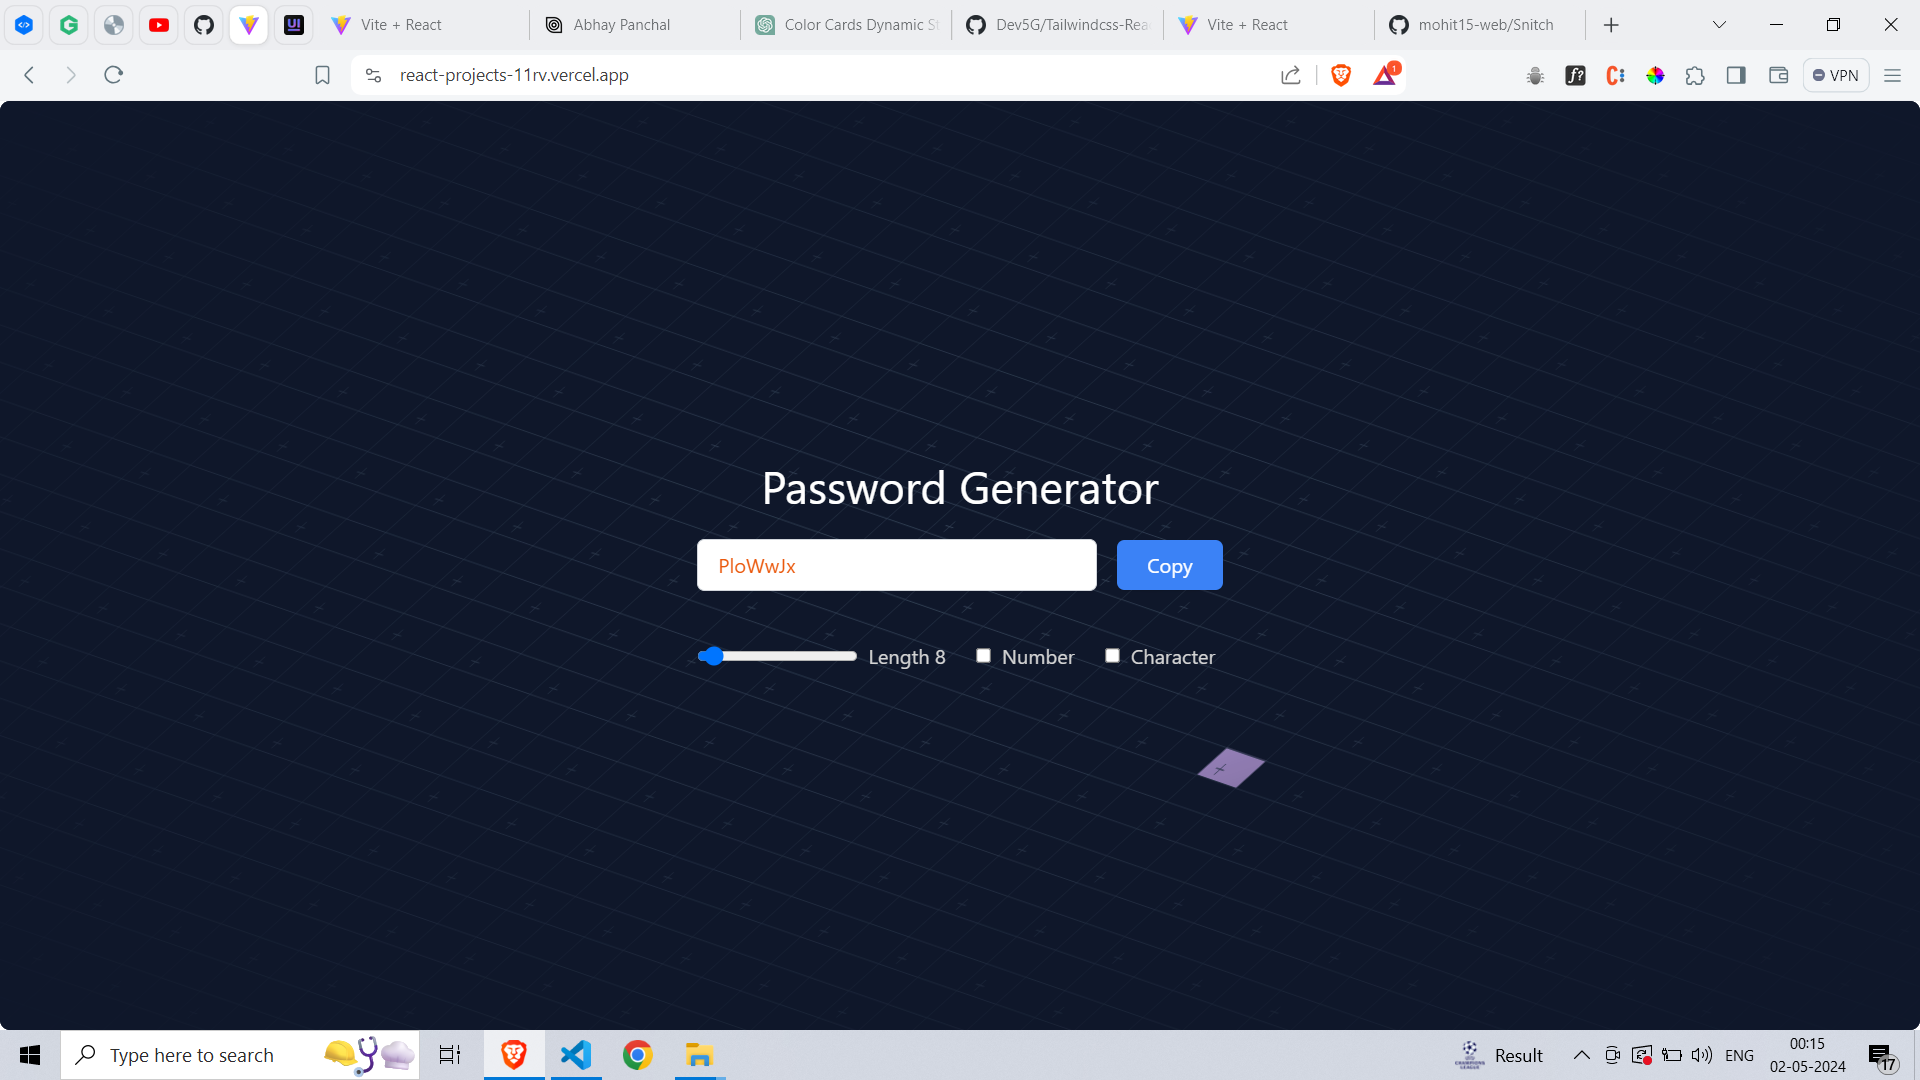 Vite + React
Abhay Panchal
Color Cards Dynamic St
Dev5G/Tailwindcss-Rea
Vite + React
mohit15-web/Snitch
react-projects-11rv.vercel.app
1
VPN
Password Generator
PloWwJx
Copy
Length 8
Number
Character
Type here to search
Result
ENG
00:15
02-05-2024
17